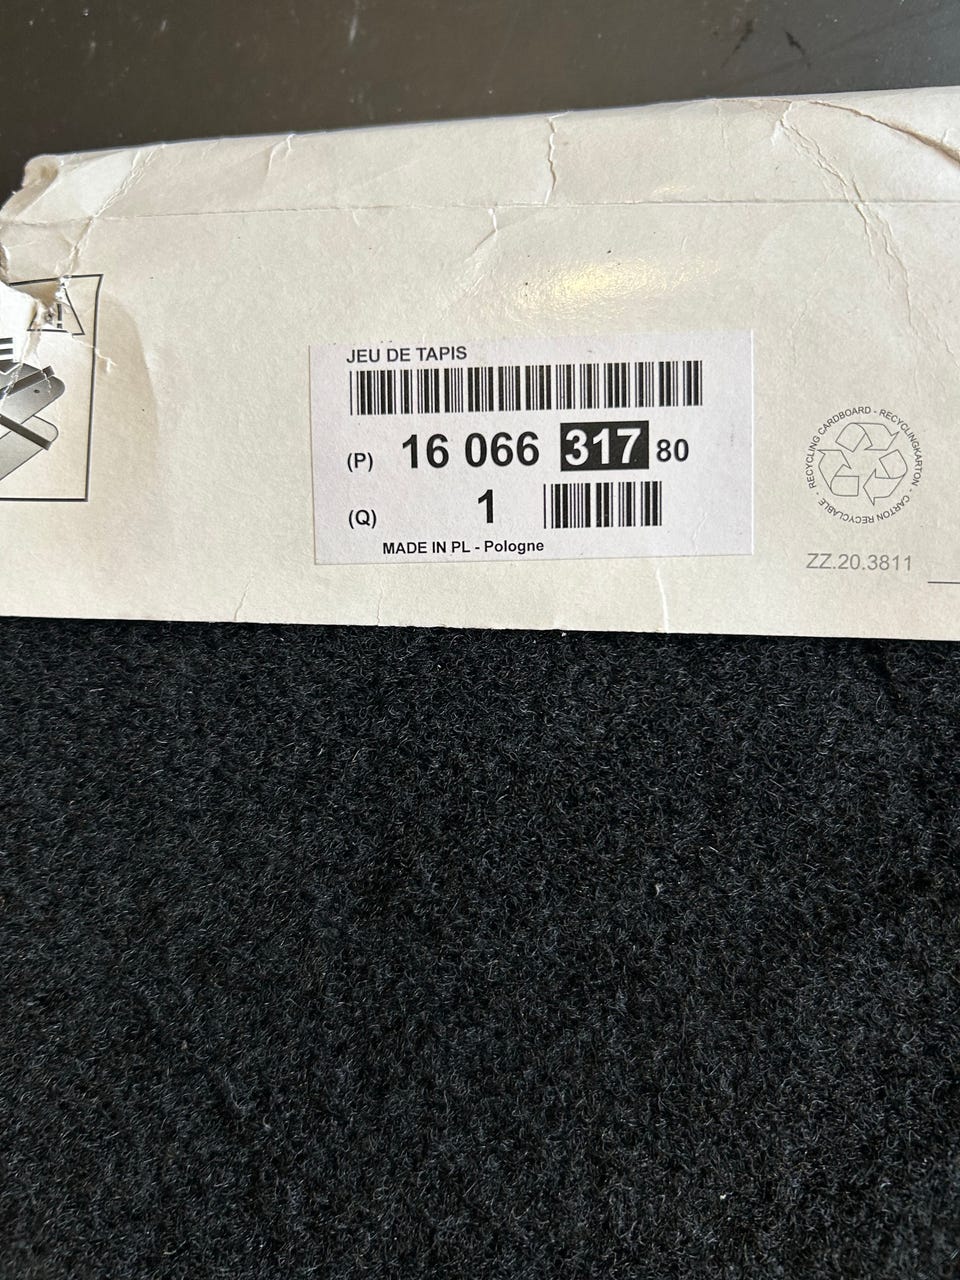 JEU DE TAPIS
(P) 16 066 317 80
(Q) 1
MADE IN PL - Pologne
RECYCLING CARDBOARD - RECYCLINGKARTON - CARTON RECYCLABLE -
ZZ.20.3811